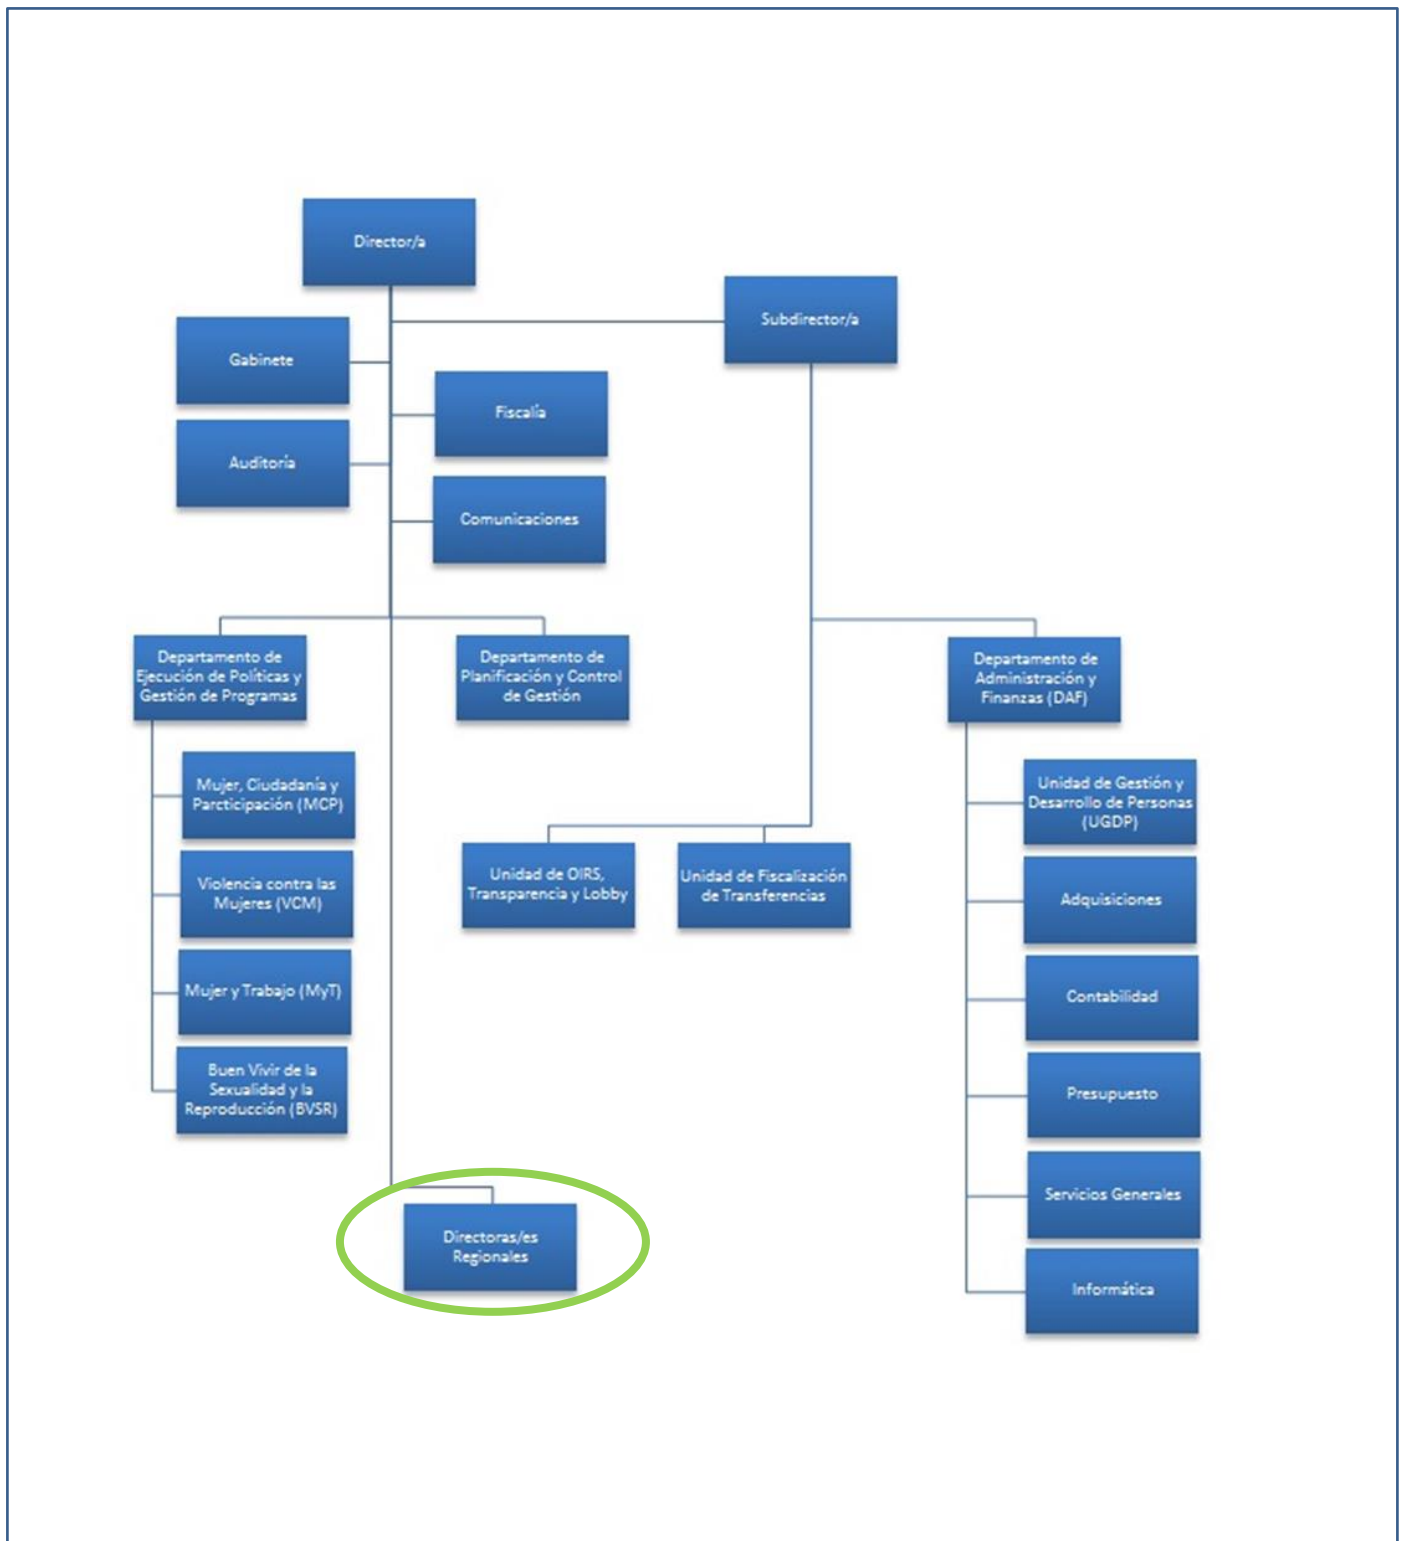 Director/a
Subdirector/a
Gabinete
Fiscalía
Auditoría
Comunicaciones
Departamento de
Ejecución de Políticas y
Gestión de Programas
Departamento de
Planificación y Control
de Gestión
Departamento de
Administración y
Finanzas (DAF)
Mujer, Ciudadanía y
Parcticipación (MCP)
Violencia contra las
Mujeres (VCM)
Mujer y Trabajo (MyT)
Buen Vivir de la
Sexualidad y la
Reproducción (BVSR)
Unidad de OIRS,
Transparencia y Lobby
Unidad de Fiscalización
de Transferencias
Unidad de Gestión y
Desarrollo de Personas
(UGDP)
Adquisiciones
Contabilidad
Presupuesto
Servicios Generales
Informática
Directoras/es
Regionales